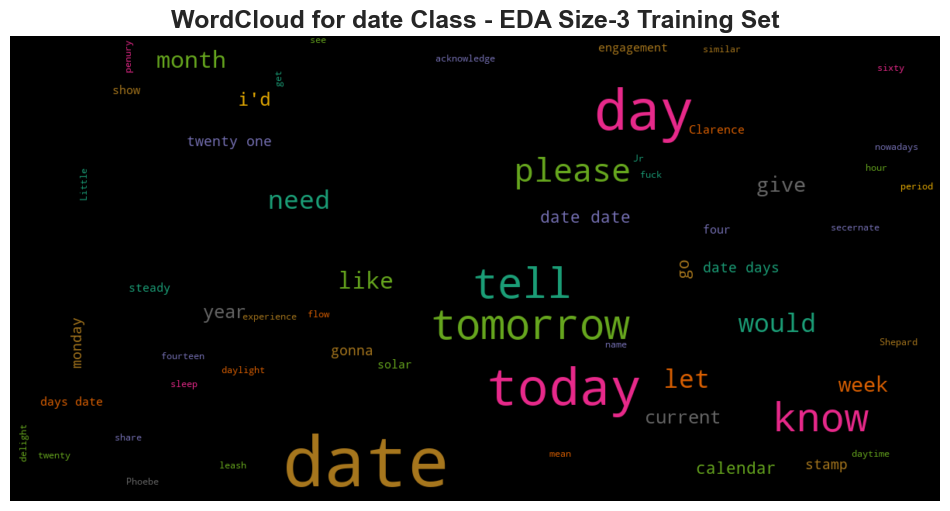 WordCloud for date Class - EDA Size-3 Training Set
see
engagement
similar
penury
month
acknowledge
sixty
get
show
i'd
day
Clarence
twenty one
nowadays
Jr
please
hour
fuck
Little
give
period
need
date date
four
secernate
go
date days
like
tell
steady
year
experience
flow
tomorrow
would
monday
name
Shepard
gonna
fourteen
solar
daylight
sleep
today
let
week
days date
current
know
share
delight
twenty
mean
daytime
date
leash
calendar
stamp
Phoebe